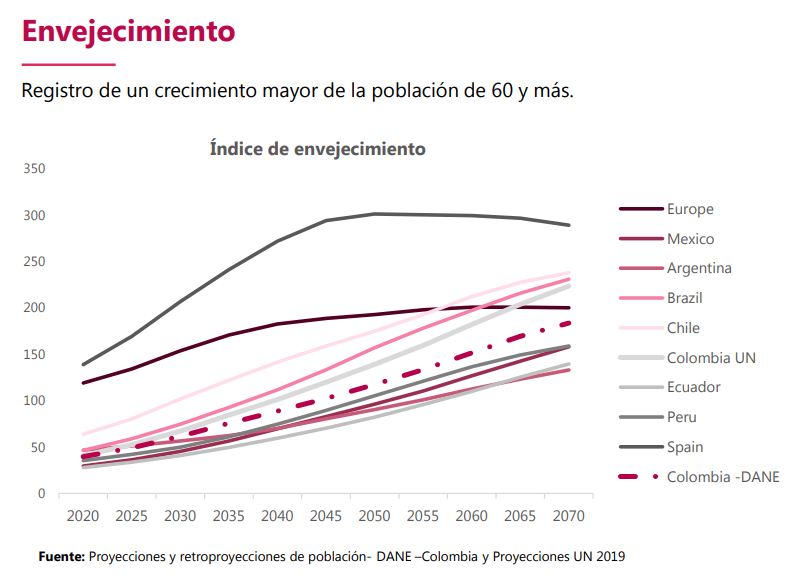 Envejecimiento
Registro de un crecimiento mayor de la población de 60 y más.
Índice de envejecimiento
350
300
250
200
150
100
50
0
2020 2025 2030 2035 2040 2045 2050 2055 2060 2065 2070
Europe
Mexico
Argentina
Brazil
Chile
Colombia UN
Ecuador
Peru
Spain
Colombia -DANE
Fuente: Proyecciones y retroproyecciones de población- DANE –Colombia y Proyecciones UN 2019